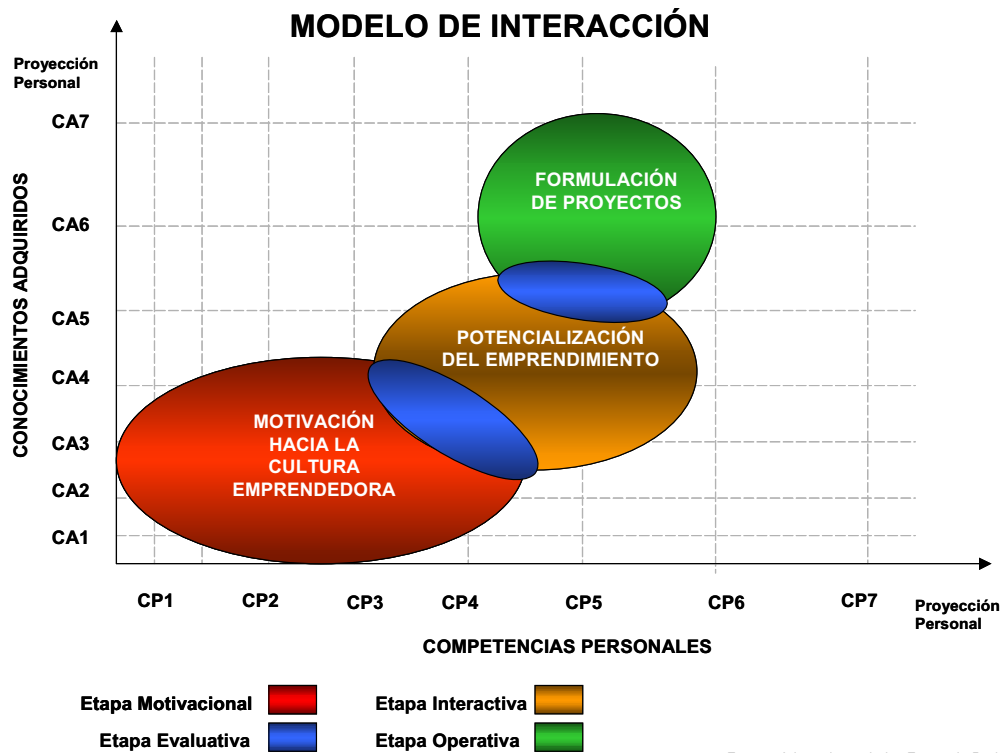 MODELO DE INTERACCIÓN
Proyección
Personal
CONOCIMIENTOS ADQUIRIDOS
CA7
CA6
CA5
CA4
CA3
CA2
CA1
FORMULACIÓN
DE PROYECTOS
POTENCIALIZACIÓN
DEL EMPRENDIMIENTO
MOTIVACIÓN
HACIA LA
CULTURA
EMPRENDEDORA
CP1
CP2
CP3
CP4
CP5
CP6
CP7
Proyección
Personal
COMPETENCIAS PERSONALES
Etapa Motivacional
Etapa Interactiva
Etapa Evaluativa
Etapa Operativa